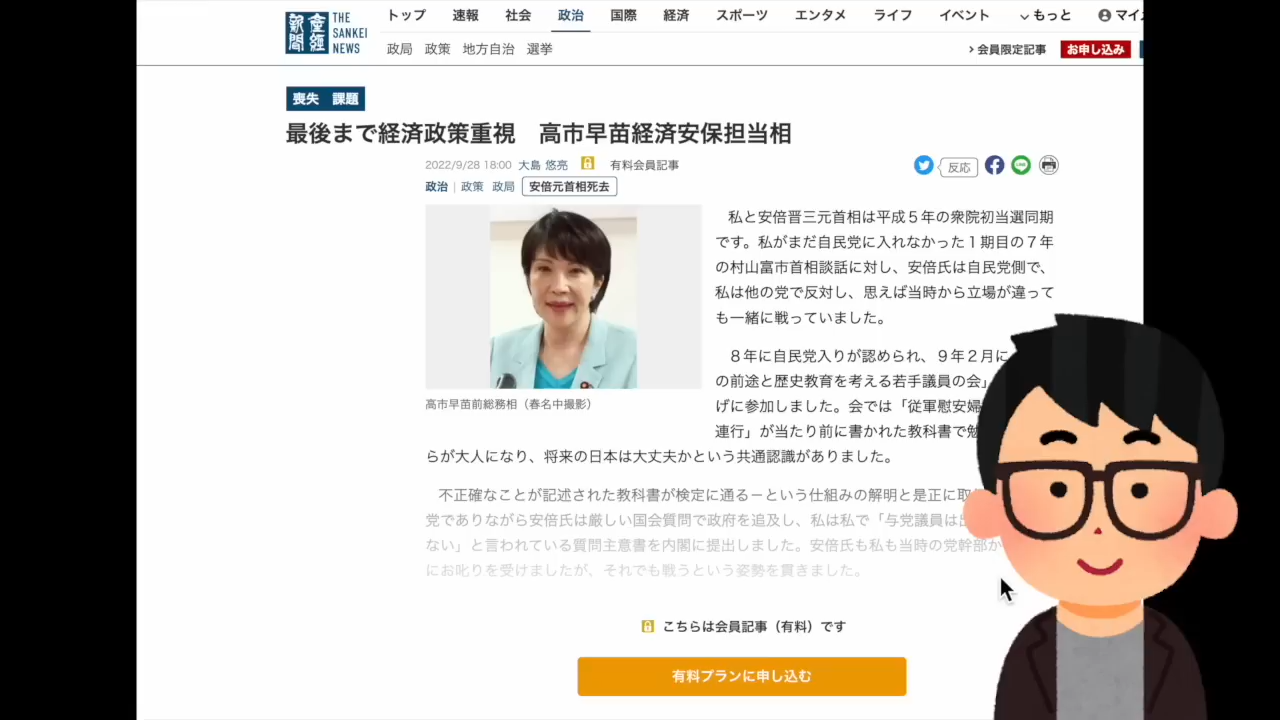 産經新聞
THE SANKEI NEWS
トップ 速報 社会 政治 国際 経済 スポーツ エンタメ ライフ イベント もっと マイ
政局 政策 地方自治 選挙
会員限定記事 お申し込み
喪失 課題
最後まで経済政策重視 高市早苗経済安保担当相
2022/9/28 18:00 大島 悠亮 有料会員記事
政治 | 政策 政局 安倍元首相死去
反応
LINE
高市早苗前総務相（春名中撮影）
私と安倍晋三元首相は平成５年の衆院初当選同期
です。私がまだ自民党に入れなかった１期目の７年
の村山富市首相談話に対し、安倍氏は自民党側で、
私は他の党で反対し、思えば当時から立場が違って
も一緒に戦っていました。
８年に自民党入りが認められ、９年２月に
の前途と歴史教育を考える若手議員の会」
げに参加しました。会では「従軍慰安婦
連行」が当たり前に書かれた教科書で勉
らが大人になり、将来の日本は大丈夫かという共通認識がありました。
不正確なことが記述された教科書が検定に通るーという仕組みの解明と是正に取
党でありながら安倍氏は厳しい国会質問で政府を追及し、私は私で「与党議員は出
ない」と言われている質問主意書を内閣に提出しました。安倍氏も私も当時の党幹部か
にお叱りを受けましたが、それでも戦うという姿勢を貫きました。
こちらは会員記事（有料）です
有料プランに申し込む